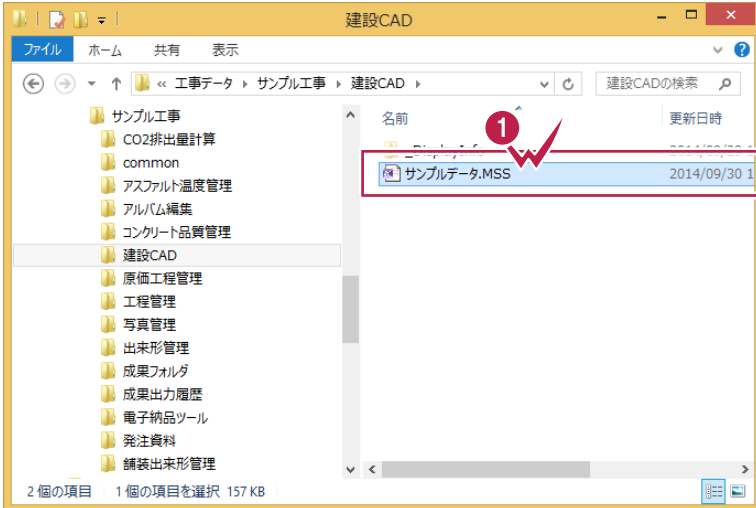 建設CAD
ファイル ホーム 共有 表示
« 工事データ サンプル工事 建設CAD 建設CADの検索
サンプル工事
CO2排出量計算
common
アスファルト温度管理
アルバム編集
コンクリート品質管理
建設CAD
原価工程管理
工程管理
写真管理
出来形管理
成果フォルダ
成果出力履歴
電子納品ツール
発注資料
舗装出来形管理
名前 更新日時
1
サンプルデータ.MSS 2014/09/30 1
2 個の項目 1 個の項目を選択 157 KB